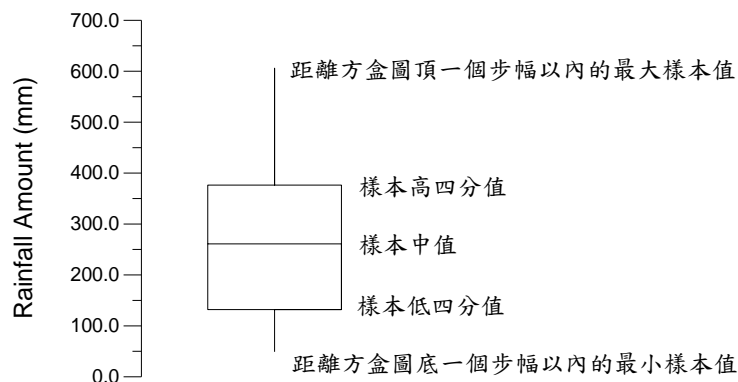 700.0
600.0
500.0
400.0
300.0
200.0
100.0
0.0
Rainfall Amount (mm)
距離方盒圖頂一個步幅以內的最大樣本值
樣本高四分值
樣本中值
樣本低四分值
距離方盒圖底一個步幅以內的最小樣本值